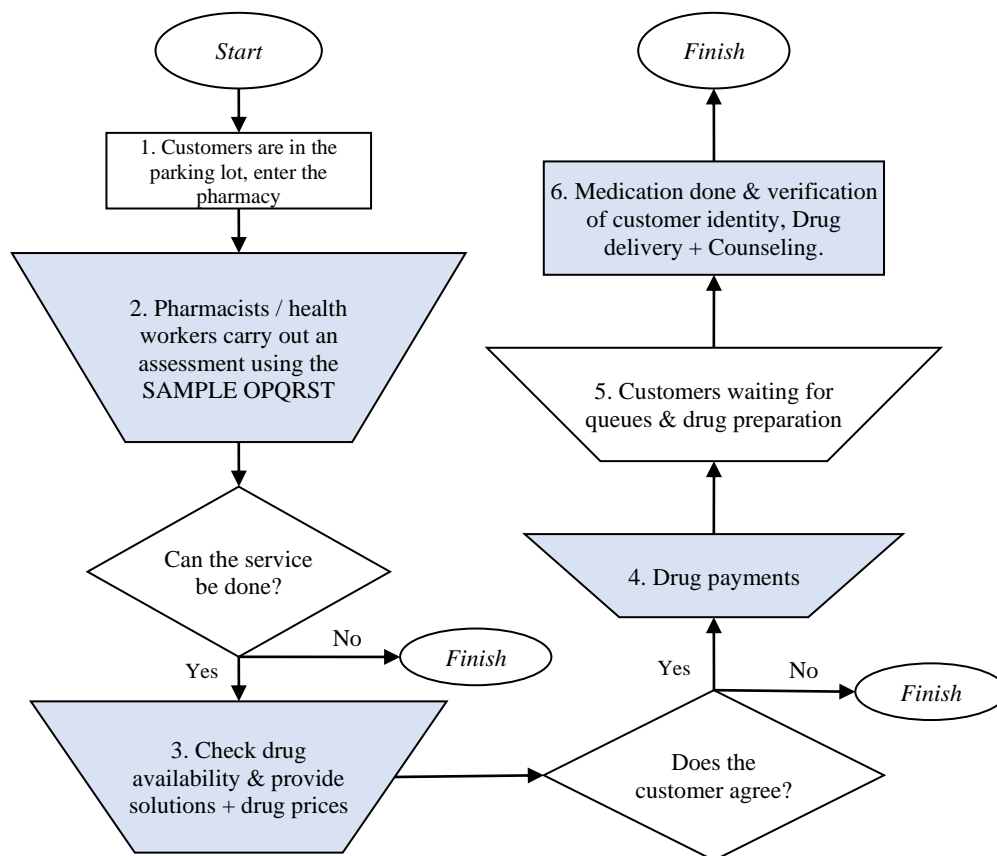 Start
1. Customers are in the
parking lot, enter the
pharmacy
2. Pharmacists / health
workers carry out an
assessment using the
SAMPLE OPQRST
Can the service
be done?
No
Finish
Yes
3. Check drug
availability & provide
solutions + drug prices
Does the
customer agree?
No
Finish
Yes
4. Drug payments
5. Customers waiting for
queues & drug preparation
6. Medication done & verification
of customer identity, Drug
delivery + Counseling.
Finish